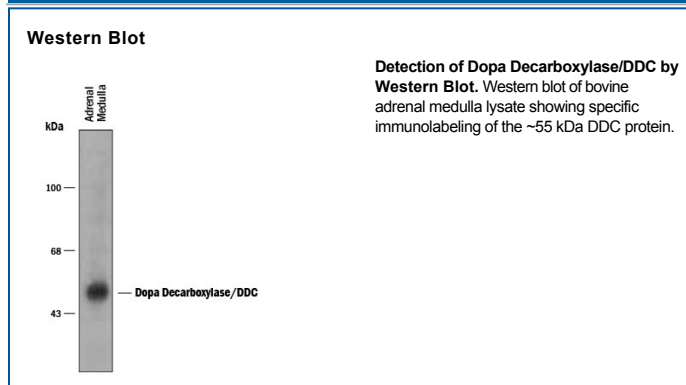 Western Blot
Detection of Dopa Decarboxylase/DDC by
Western Blot. Western blot of bovine
adrenal medulla lysate showing specific
immunolabeling of the ~55 kDa DDC protein.
Adrenal
Medulla
kDa
100
68
Dopa Decarboxylase/DDC
43